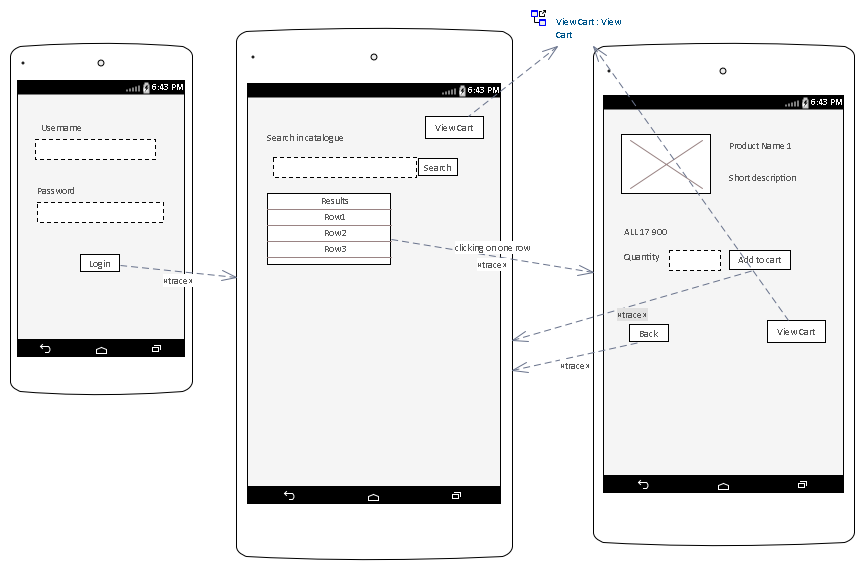 View Cart : View
Cart
6:43 PM
Username
Password
Login
«trace»
6:43 PM
View Cart
Search in catalogue
Search
Results
Row1
Row2
Row3
clicking on one row
«trace»
6:43 PM
Product Name 1
Short description
ALL 17 900
Quantity
Add to cart
«trace»
Back
View Cart
«trace»